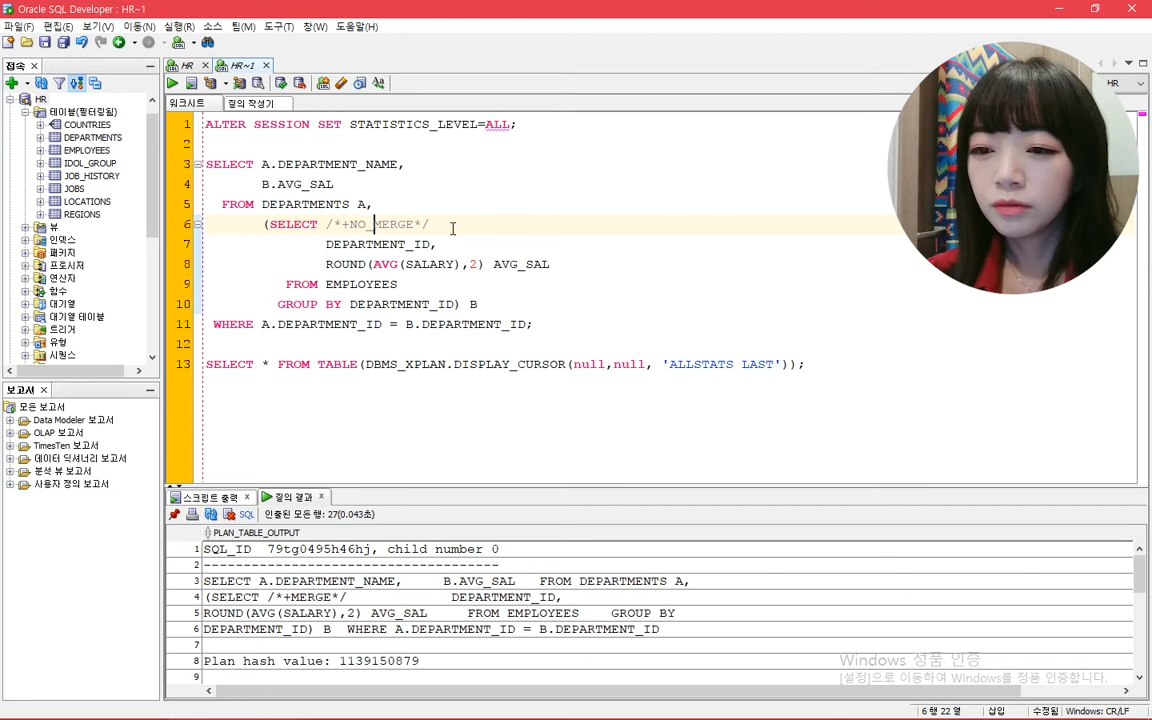 Oracle SQL Developer : HR~1
파일(F) 편집(E) 보기(V) 이동(N) 실행(R) 소스 팀(M) 도구(T) 창(W) 도움말(H)
접속
HR
HR~1
워크시트 질의 작성기
HR
HR
테이블(필터링됨)
COUNTRIES
DEPARTMENTS
EMPLOYEES
IDOL_GROUP
JOB_HISTORY
JOBS
LOCATIONS
REGIONS
뷰
인덱스
패키지
프로시저
연산자
함수
대기열
대기열 테이블
트리거
유형
시퀀스
보고서
모든 보고서
Data Modeler 보고서
OLAP 보고서
TimesTen 보고서
데이터 딕셔너리 보고서
분석 뷰 보고서
사용자 정의 보고서
1 ALTER SESSION SET STATISTICS_LEVEL=ALL;
2
3 SELECT A.DEPARTMENT_NAME,
4 B.AVG_SAL
5 FROM DEPARTMENTS A,
6 (SELECT /*+NO_MERGE*/
7 DEPARTMENT_ID,
8 ROUND(AVG(SALARY),2) AVG_SAL
9 FROM EMPLOYEES
10 GROUP BY DEPARTMENT_ID) B
11 WHERE A.DEPARTMENT_ID = B.DEPARTMENT_ID;
12
13 SELECT * FROM TABLE(DBMS_XPLAN.DISPLAY_CURSOR(null,null, 'ALLSTATS LAST'));
스크립트 출력 질의 결과
SQL 인출된 모든 행: 27(0.043초)
PLAN_TABLE_OUTPUT
1 SQL_ID 79tg0495h46hj, child number 0
2 -------------------------------------
3 SELECT A.DEPARTMENT_NAME, B.AVG_SAL FROM DEPARTMENTS A,
4 (SELECT /*+MERGE*/ DEPARTMENT_ID,
5 ROUND(AVG(SALARY),2) AVG_SAL FROM EMPLOYEES GROUP BY
6 DEPARTMENT_ID) B WHERE A.DEPARTMENT_ID = B.DEPARTMENT_ID
7
8 Plan hash value: 1139150879
9
Windows 정품 인증
[설정]으로 이동하여 Windows를 정품 인증합니다.
6 행 22 열 삽입 수정됨 Windows: CR/LF